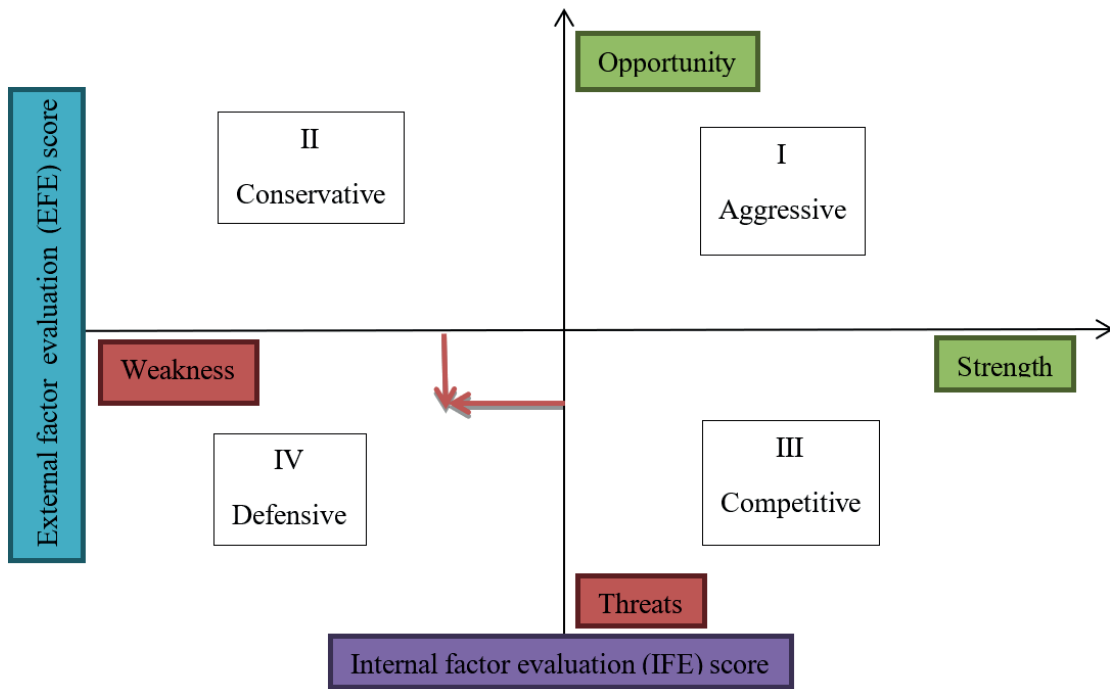 Opportunity
External factor evaluation (EFE) score
II
Conservative
I
Aggressive
Weakness
Strength
IV
Defensive
III
Competitive
Threats
Internal factor evaluation (IFE) score